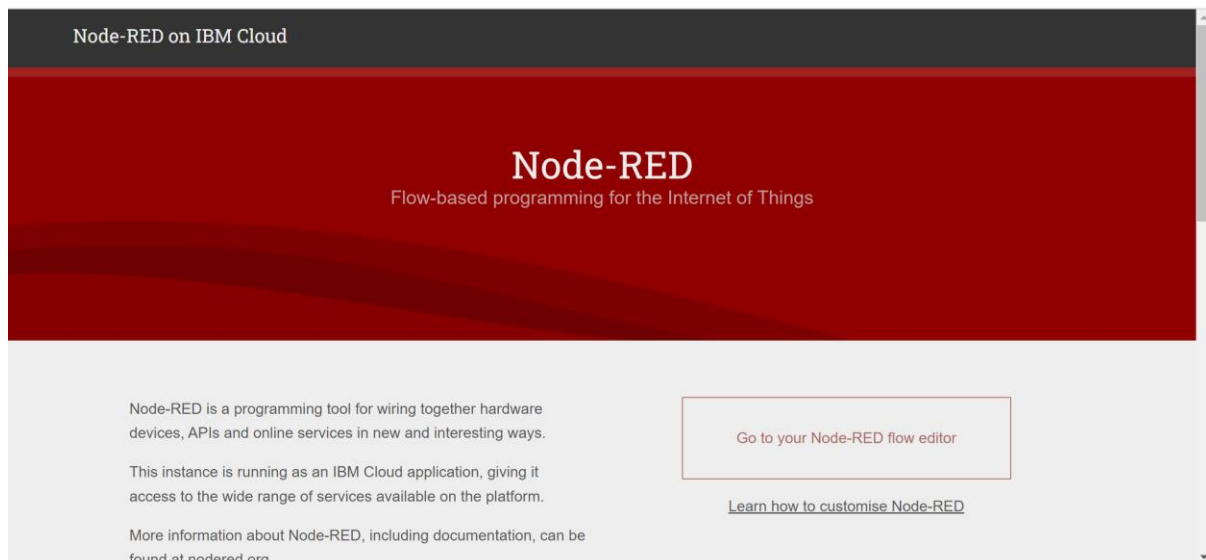 Node-RED on IBM Cloud
Node-RED
Flow-based programming for the Internet of Things
Node-RED is a programming tool for wiring together hardware
devices, APIs and online services in new and interesting ways.
This instance is running as an IBM Cloud application, giving it
access to the wide range of services available on the platform.
More information about Node-RED, including documentation, can be
found at nodered.org
Go to your Node-RED flow editor
Learn how to customise Node-RED